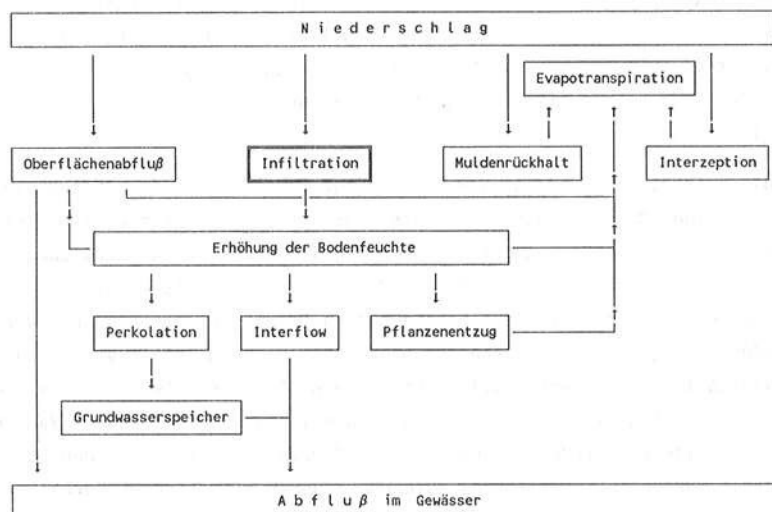 N i e d e r s c h l a g
Evapotranspiration
Oberflächenabfluß
Infiltration
Muldenrückhalt
Interzeption
Erhöhung der Bodenfeuchte
Perkolation
Interflow
Pflanzenentzug
Grundwasserspeicher
A b f l u ß im Gewässer